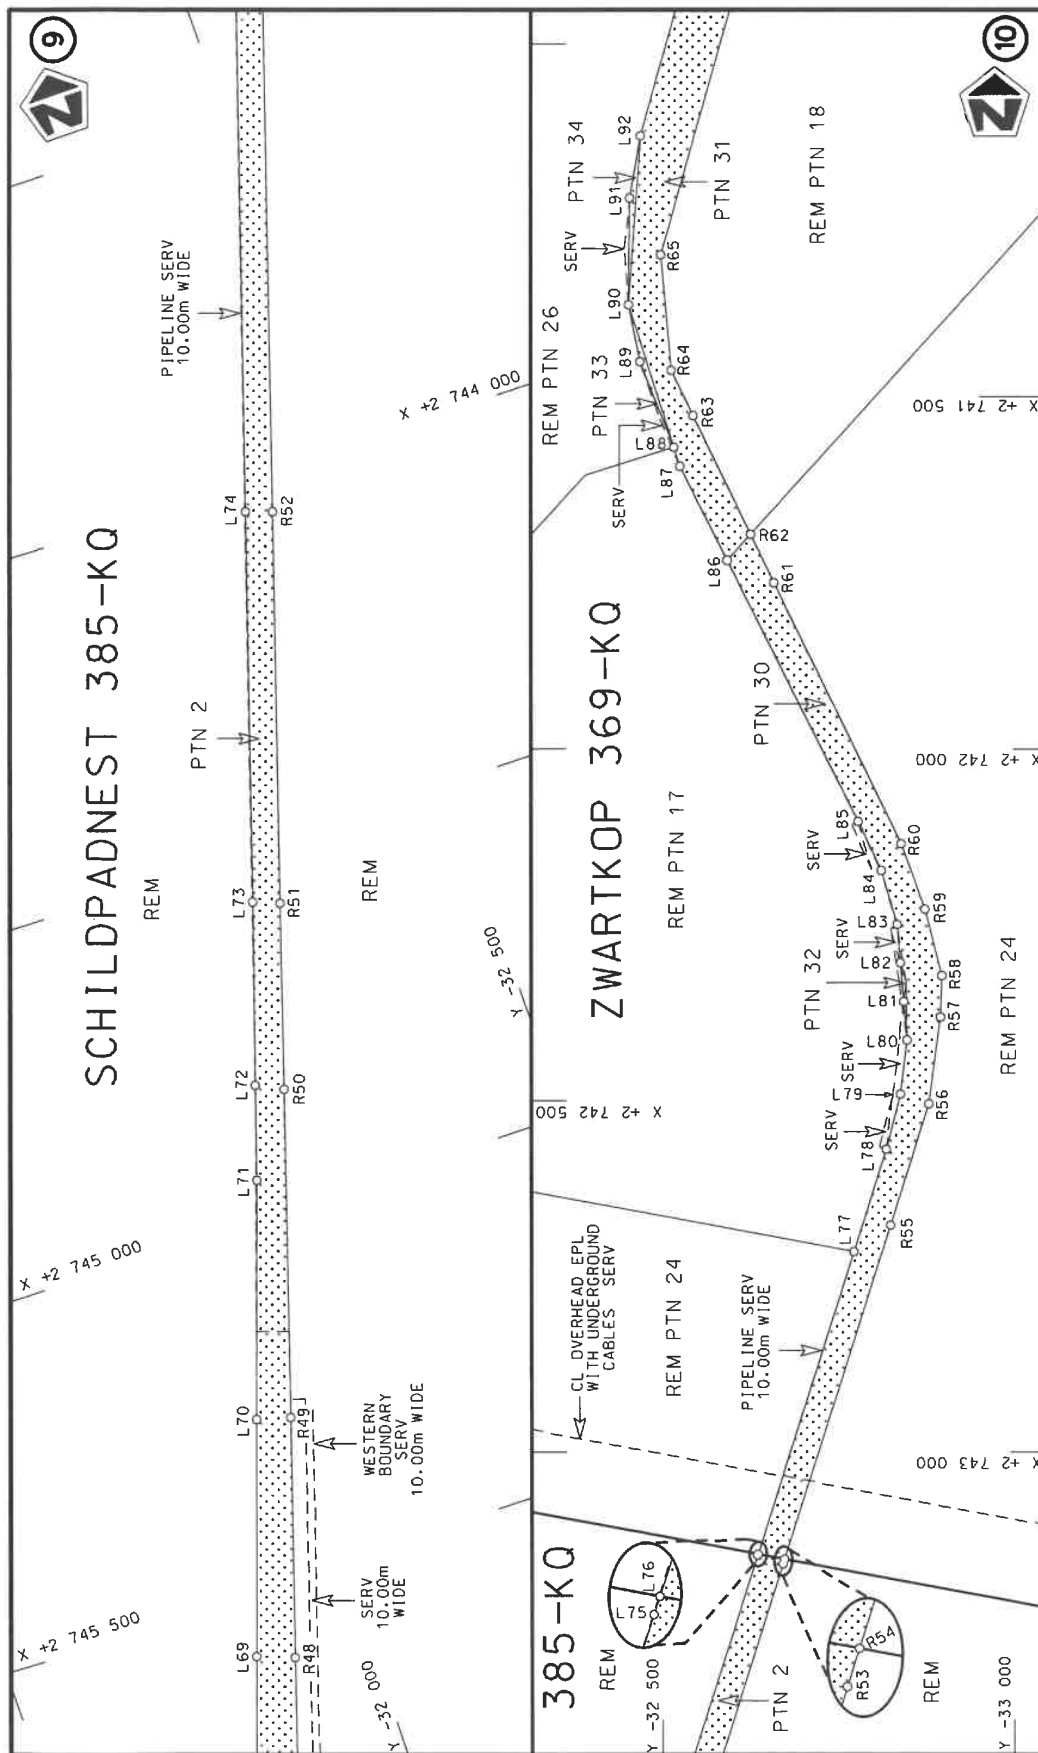 9
SCHILDPADNEST 385-KQ
REM
REM
PTN 2
PIPELINE SERV
10.00m WIDE
L69
L70
L71
L72
L73
L74
R48
R49
R50
R51
R52
SERV
10.00m
WIDE
WESTERN
BOUNDARY
SERV
10.00m WIDE
X +2 745 500
X +2 745 000
X +2 744 000
Y -32 000
Y -32 500
10
385-KQ
ZWARTKOP 369-KQ
REM
PTN 2
REM
L75
L76
R53
R54
CL OVERHEAD EPL
WITH UNDERGROUND
CABLES SERV
REM PTN 24
PIPELINE SERV
10.00m WIDE
L77
L78
L79
L80
L81
L82
L83
L84
L85
L86
L87
L88
L89
L90
L91
L92
R55
R56
R57
R58
R59
R60
R61
R62
R63
R64
R65
SERV
SERV
PTN 32
SERV
SERV
REM PTN 17
REM PTN 24
PTN 30
SERV
PTN 33
REM PTN 26
SERV
PTN 34
PTN 31
REM PTN 18
X +2 743 000
X +2 742 500
X +2 742 000
X +2 741 500
Y -32 500
Y -33 000